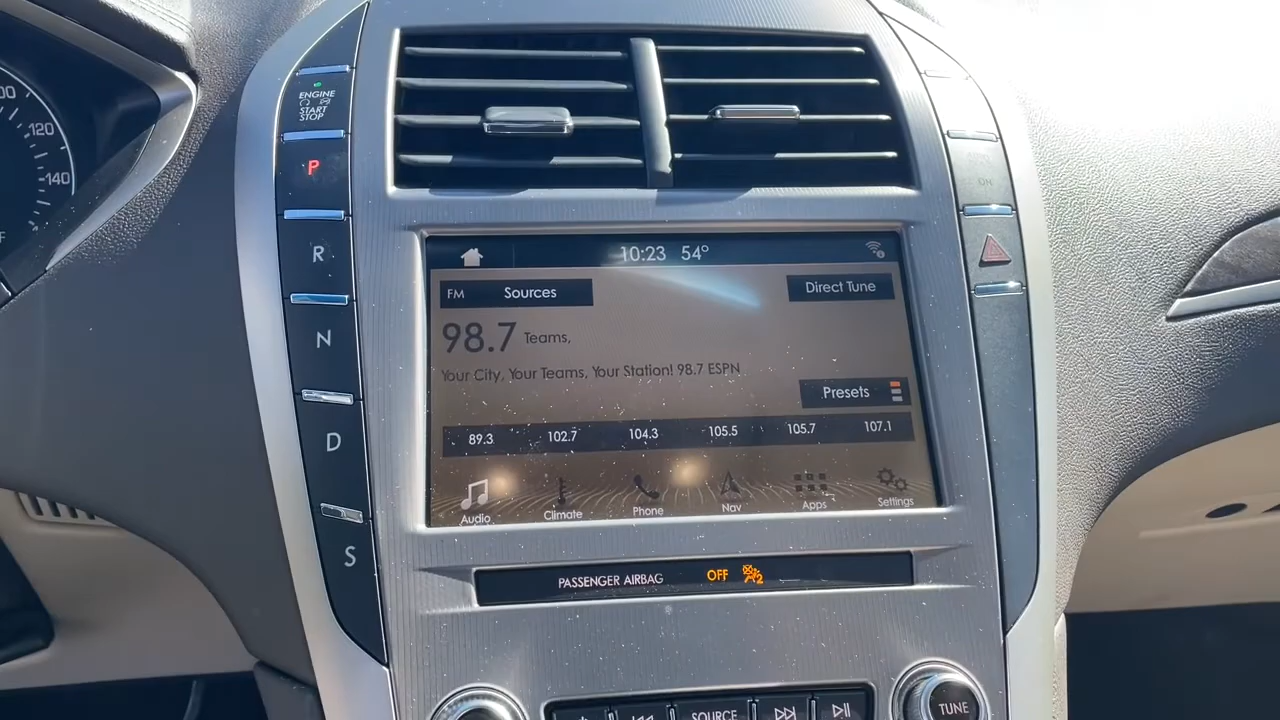 120
140
ENGINE
START
STOP
P
R
N
D
S
10:23 54°
FM Sources
Direct Tune
98.7 Teams,
Your City, Your Teams, Your Station! 98.7 ESPN
Presets
89.3 102.7 104.3 105.5 105.7 107.1
Audio Climate Phone Nav Apps Settings
PASSENGER AIRBAG OFF 2
SOURCE
TUNE
ON